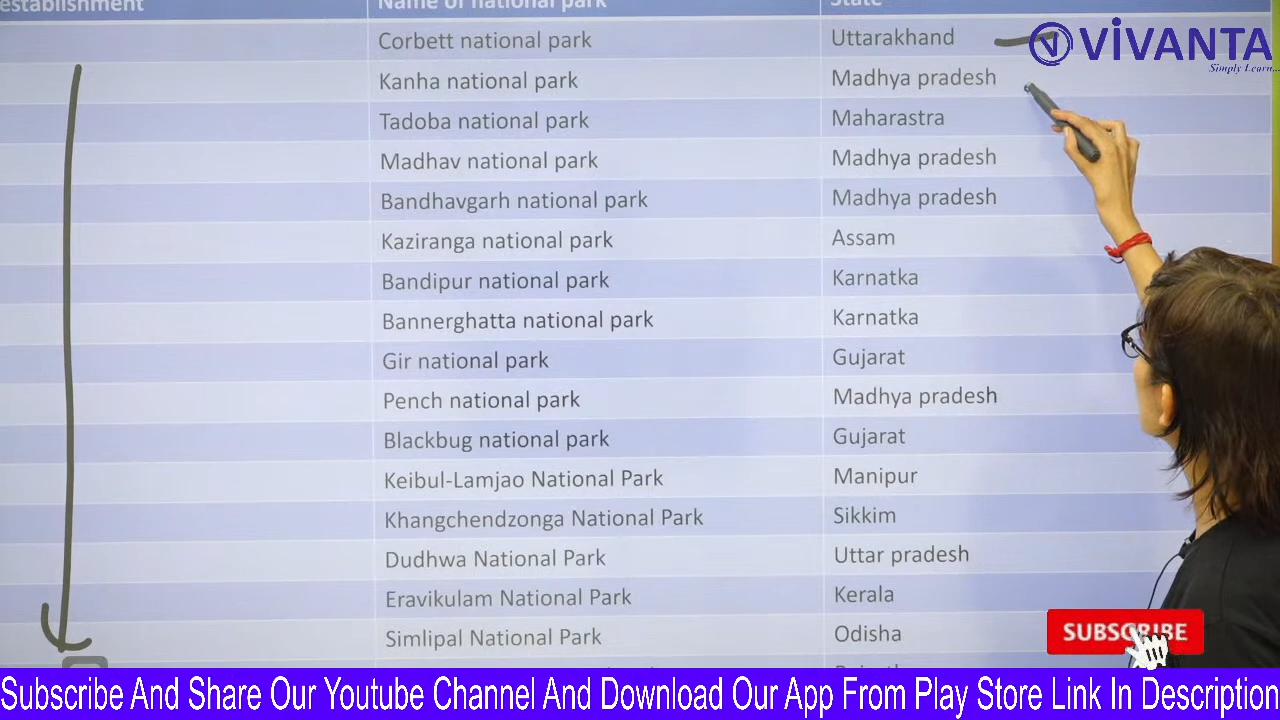 establishment Name of national park State
Corbett national park Uttarakhand
Kanha national park Madhya pradesh
Tadoba national park Maharastra
Madhav national park Madhya pradesh
Bandhavgarh national park Madhya pradesh
Kaziranga national park Assam
Bandipur national park Karnatka
Bannerghatta national park Karnatka
Gir national park Gujarat
Pench national park Madhya pradesh
Blackbug national park Gujarat
Keibul-Lamjao National Park Manipur
Khangchendzonga National Park Sikkim
Dudhwa National Park Uttar pradesh
Eravikulam National Park Kerala
Simlipal National Park Odisha
VİVANTA
Simply Learn...
SUBSCRIBE
Subscribe And Share Our Youtube Channel And Download Our App From Play Store Link In Description